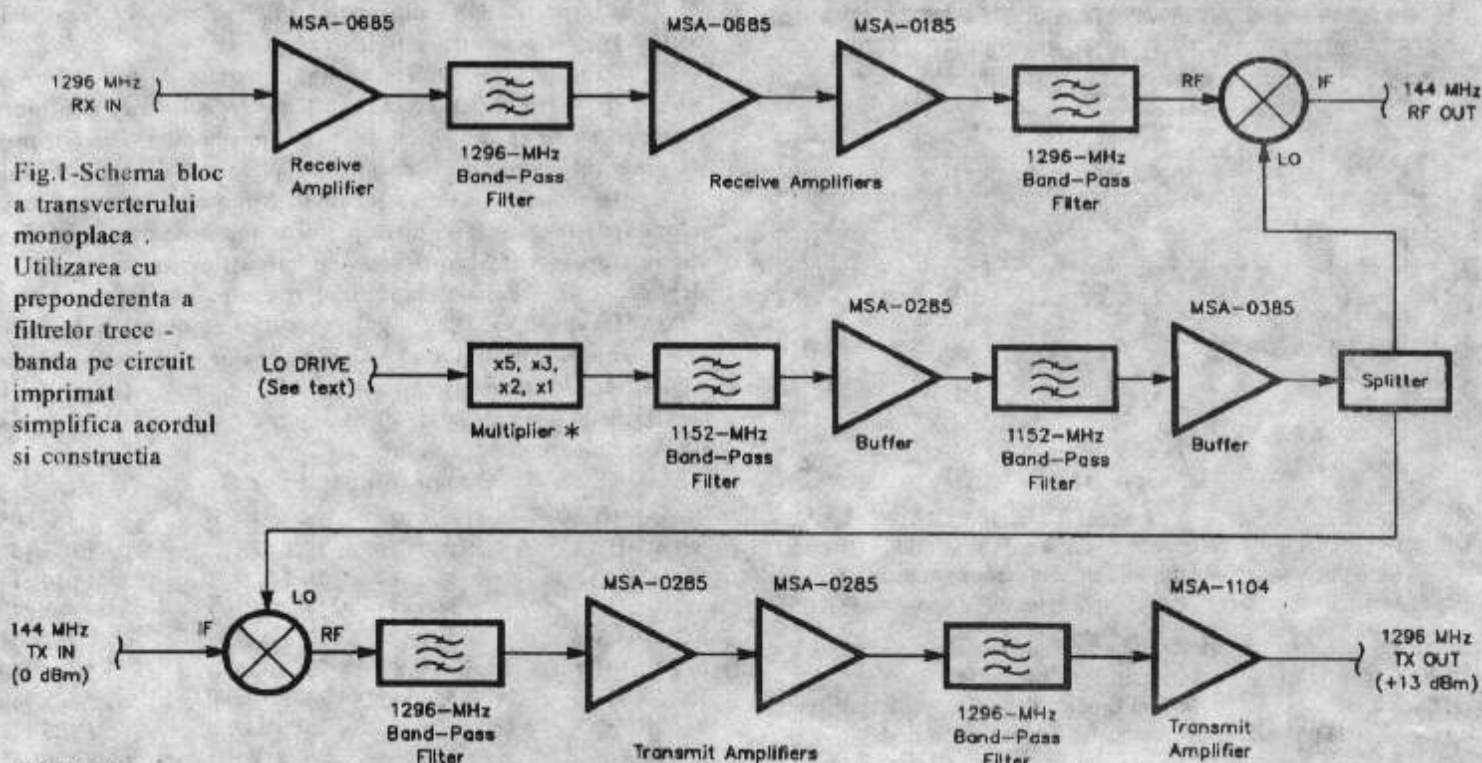 MSA-0685
MSA-0685
MSA-0185
1296 MHz
RX IN
RF
IF
144 MHz
RF OUT
LO
Receive
Amplifier
1296-MHz
Band-Pass
Filter
Receive Amplifiers
1296-MHz
Band-Pass
Filter
Fig.1-Schema bloc
a transverterului
monoplaca .
Utilizarea cu
preponderenta a
filtrelor trece -
banda pe circuit
imprimat
simplifica acordul
si constructia
MSA-0285
MSA-0385
LO DRIVE
(See text)
x5, x3,
x2, x1
Multiplier *
1152-MHz
Band-Pass
Filter
Buffer
1152-MHz
Band-Pass
Filter
Buffer
Splitter
MSA-0285
MSA-0285
MSA-1104
LO
144 MHz
TX IN
(0 dBm)
IF
RF
1296 MHz
TX OUT
(+13 dBm)
1296-MHz
Band-Pass
Filter
Transmit Amplifiers
1296-MHz
Band-Pass
Filter
Transmit
Amplifier